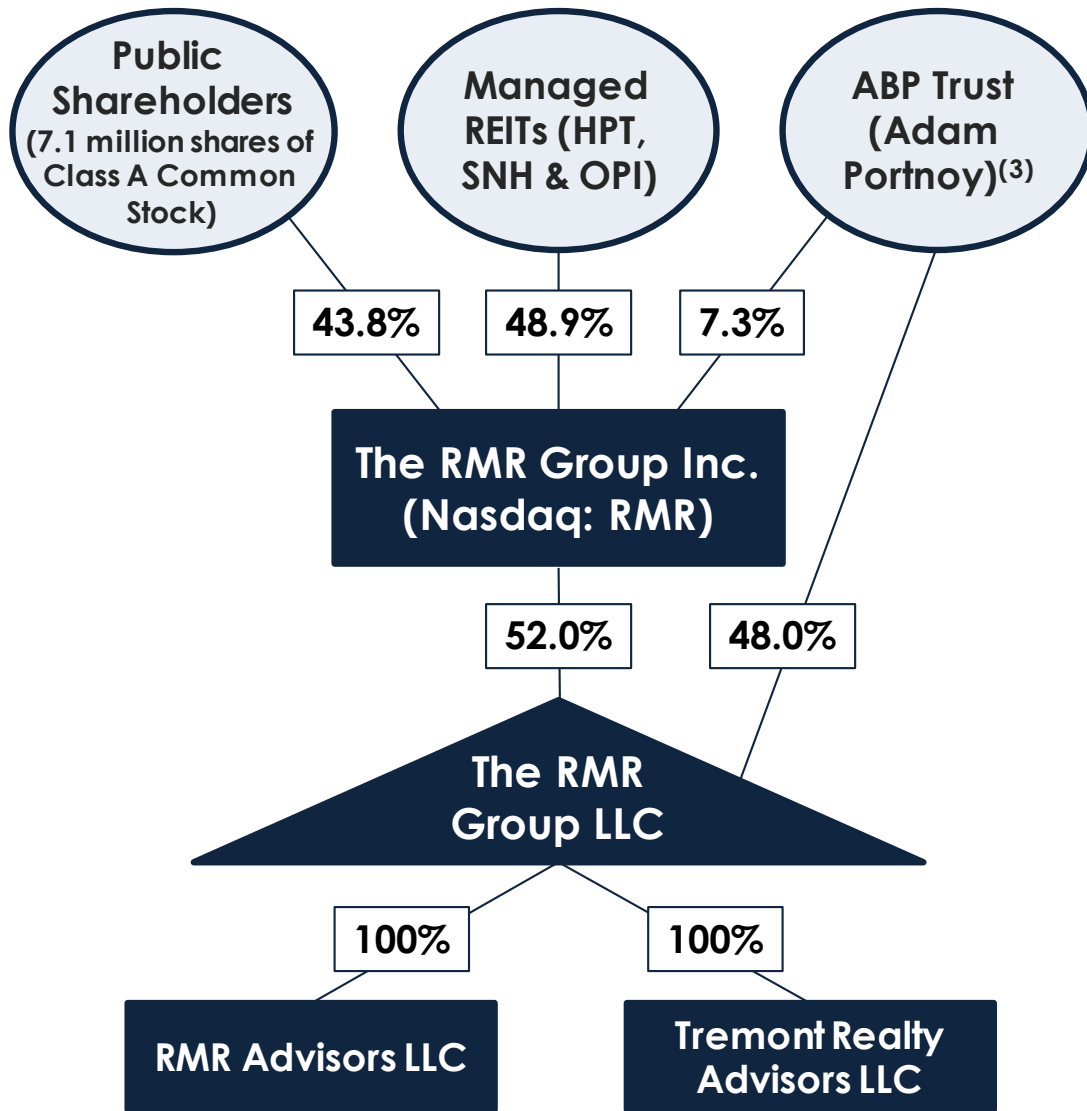 Public
Shareholders
(7.1 million shares of
Class A Common
Stock)
Managed
REITs (HPT,
SNH & OPI)
ABP Trust
(Adam
Portnoy)(3)
43.8%
48.9%
7.3%
The RMR Group Inc.
(Nasdaq: RMR)
52.0%
48.0%
The RMR
Group LLC
100%
100%
RMR Advisors LLC
Tremont Realty
Advisors LLC